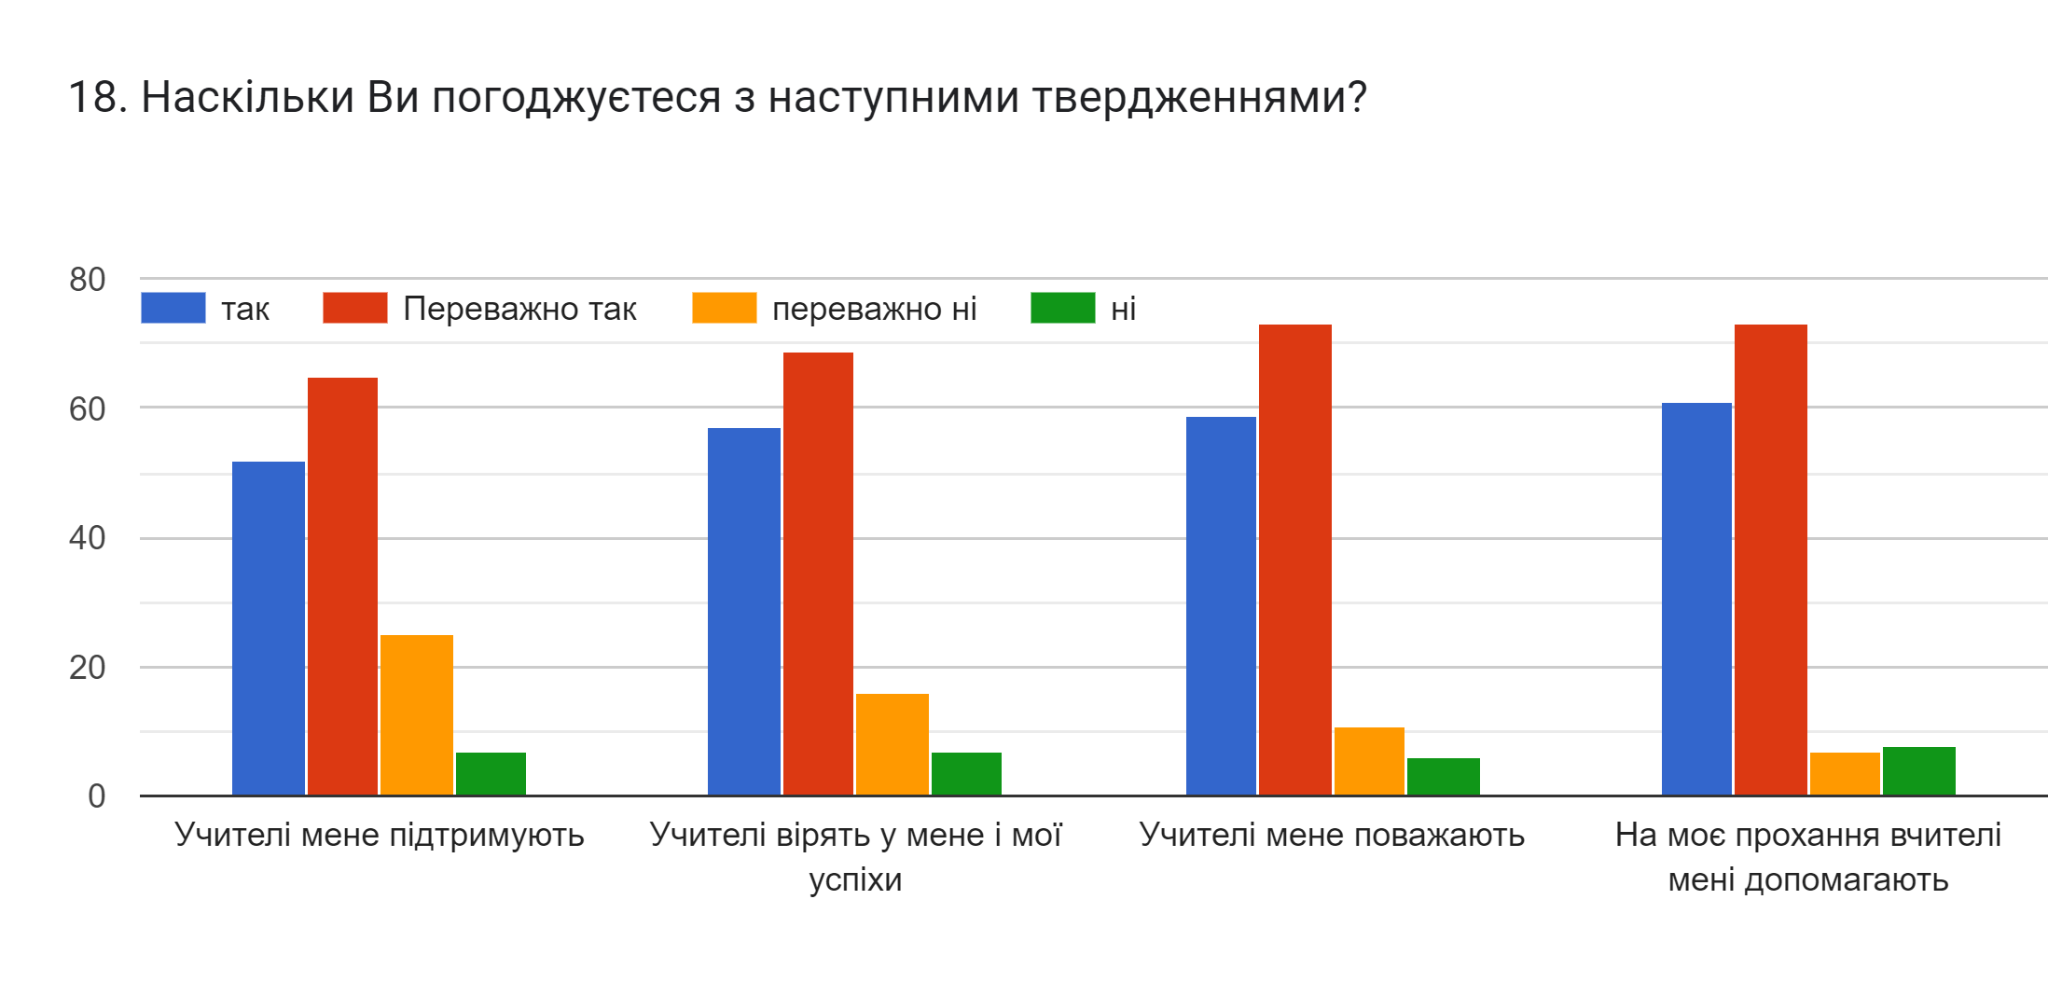 18. Наскільки Ви погоджуєтеся з наступними твердженнями?
80
так Переважно так переважно ні ні
60
40
20
0
Учителі мене підтримують
Учителі вірять у мене і мої
успіхи
Учителі мене поважають
На моє прохання вчителі
мені допомагають